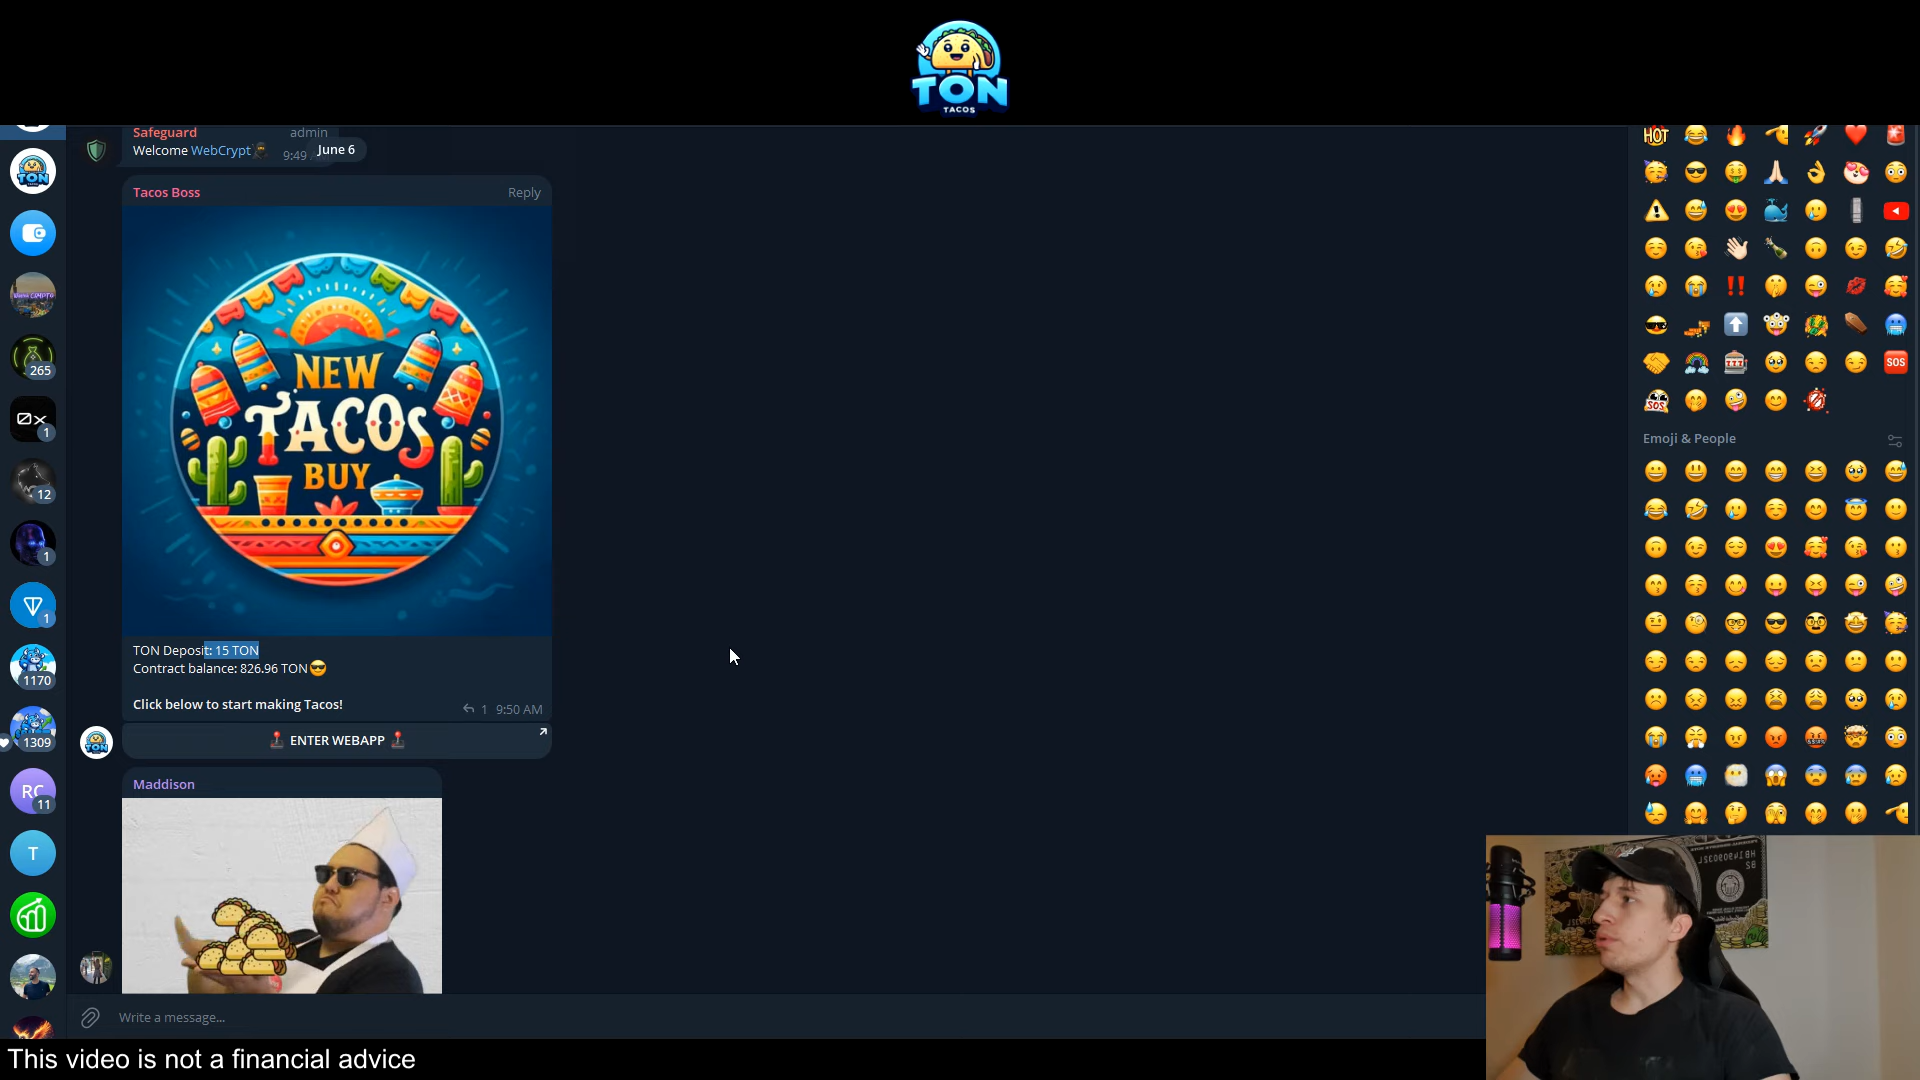 TON
TACOS
Safeguard
admin
Welcome WebCrypt
9:49
June 6
Tacos Boss
Reply
NEW
TACOS
BUY
TON Deposit: 15 TON
Contract balance: 826.96 TON
Click below to start making Tacos!
1 9:50 AM
ENTER WEBAPP
Maddison
Write a message...
265
1
12
1
1
1170
1309
RC
11
T
HOT
SOS
SOS
Emoji & People
This video is not a financial advice